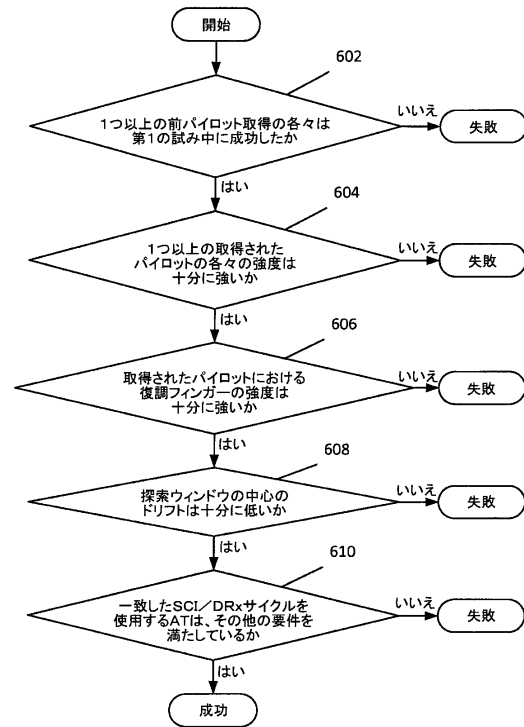 開始
602
1つ以上の前パイロット取得の各々は
第1の試み中に成功したか
いいえ
失敗
はい
604
1つ以上の取得された
パイロットの各々の強度は
十分に強いか
いいえ
失敗
はい
606
取得されたパイロットにおける
復調フィンガーの強度は
十分に強いか
いいえ
失敗
はい
608
探索ウィンドウの中心の
ドリフトは十分に低いか
いいえ
失敗
はい
610
一致したSCI/DRxサイクルを
使用するATは、その他の要件を
満たしているか
いいえ
失敗
はい
成功